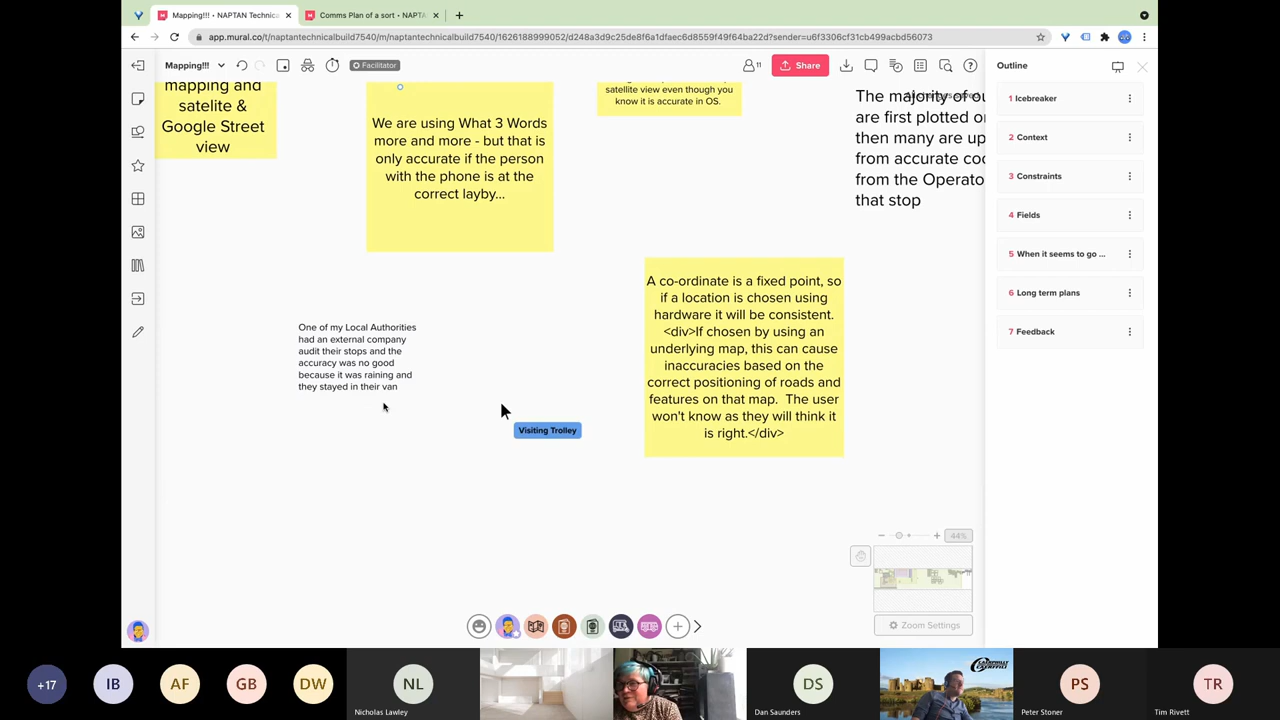 Mapping!!! • NAPTAN Technica
Comms Plan of a sort • NAPTA
app.mural.co/t/naptantechnicalbuild7540/m/naptantechnicalbuild7540/1626188999052/d248a3d9c25de8f6a1dfaec6d8559f49f64ba22d?sender=u6f3306cf31cb499acbd56073
Mapping!!!
Facilitator
11
Share
Outline
mapping and
satelite &
Google Street
view
We are using What 3 Words
more and more - but that is
only accurate if the person
with the phone is at the
correct layby...
satellite view even though you
know it is accurate in OS.
The majority of ou
are first plotted on
then many are up
from accurate coo
from the Operato
that stop
1 Icebreaker
2 Context
3 Constraints
4 Fields
5 When it seems to go ...
6 Long term plans
7 Feedback
One of my Local Authorities
had an external company
audit their stops and the
accuracy was no good
because it was raining and
they stayed in their van
Visiting Trolley
A co-ordinate is a fixed point, so
if a location is chosen using
hardware it will be consistent.
<div>If chosen by using an
underlying map, this can cause
inaccuracies based on the
correct positioning of roads and
features on that map. The user
won't know as they will think it
is right.</div>
44%
Zoom Settings
+17
IB
AF
GB
DW
NL
Nicholas Lawley
DS
Dan Saunders
PS
Peter Stoner
TR
Tim Rivett